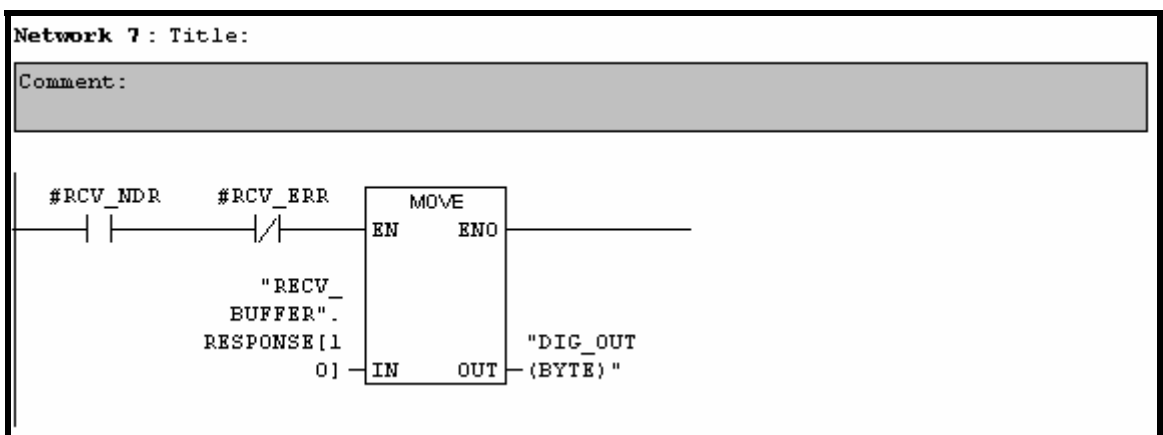 Network 7: Title:
Comment:
#RCV_NDR #RCV_ERR
MOVE
EN ENO
"RECV_
BUFFER".
RESPONSE[1
0] IN OUT
"DIG_OUT
(BYTE)"